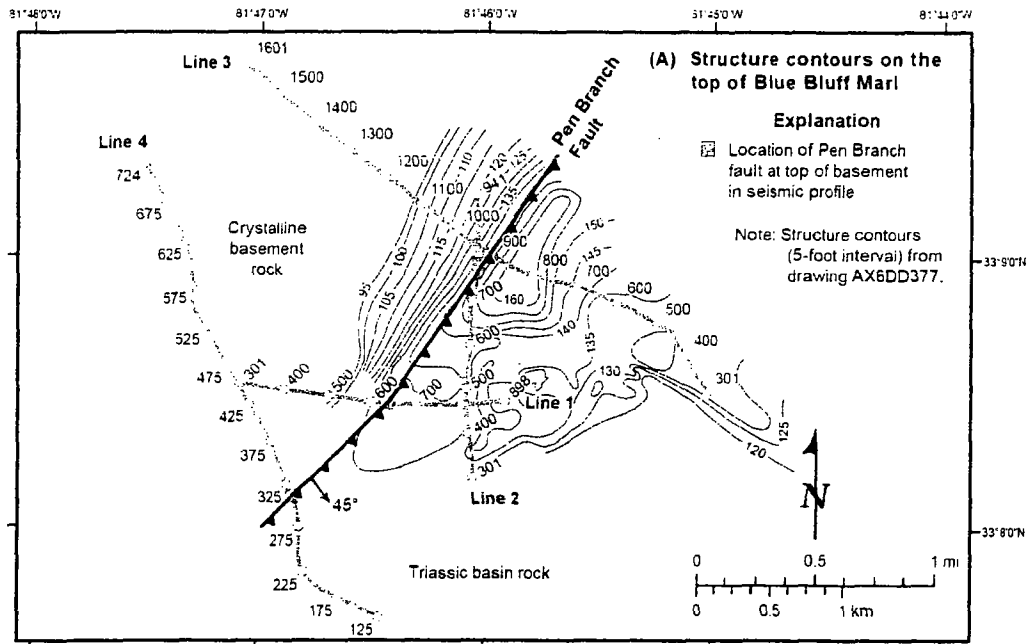 81°48'0"W 81°47'0"W 81°46'0"W 81°45'0"W 81°44'0"W
(A) Structure contours on the
top of Blue Bluff Marl
Explanation
Location of Pen Branch
fault at top of basement
in seismic profile
Note: Structure contours
(5-foot interval) from
drawing AX6DD377.
Pen Branch
Fault
Line 3
1601
1500
1400
1300
1200
1100
1000
900
800
700
600
500
400
301
Line 4
724
675
625
575
525
475
425
375
325
275
225
175
125
Crystalline
basement
rock
95
100
105
110
115
120
125
135
941
150
145
160
140
135
130
125
120
33°9'0"N
33°8'0"N
301
400
500
600
700
898
Line 1
700
600
500
400
301
Line 2
45°
Triassic basin rock
N
0 0.5 1 mi
0 0.5 1 km